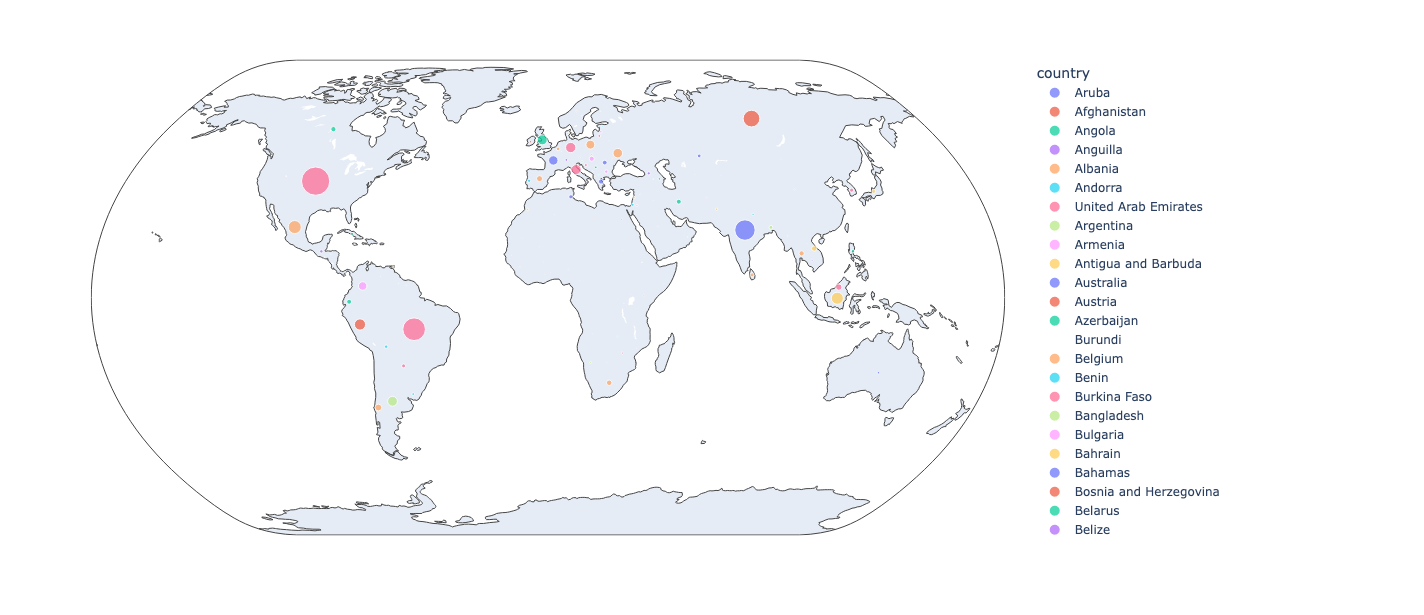 country
Aruba
Afghanistan
Angola
Anguilla
Albania
Andorra
United Arab Emirates
Argentina
Armenia
Antigua and Barbuda
Australia
Austria
Azerbaijan
Burundi
Belgium
Benin
Burkina Faso
Bangladesh
Bulgaria
Bahrain
Bahamas
Bosnia and Herzegovina
Belarus
Belize